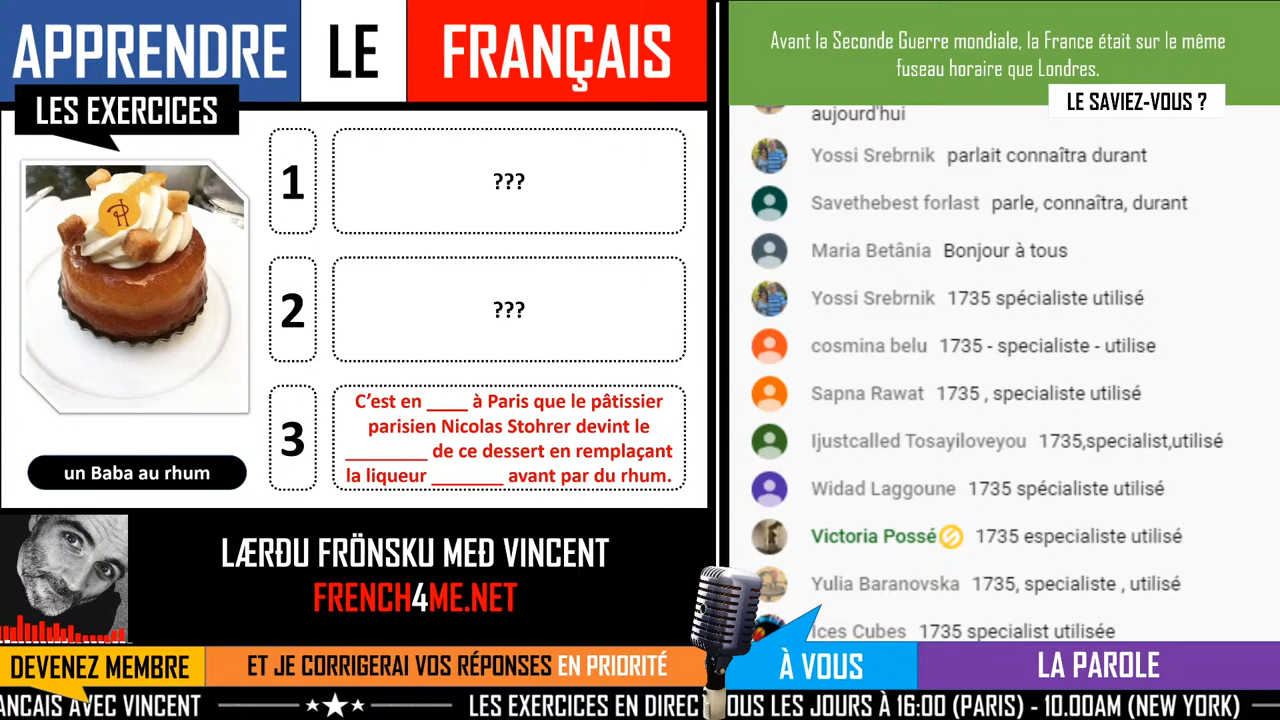 APPRENDRE LE FRANÇAIS
LES EXERCICES
1
???
2
???
3
C'est en ____ à Paris que le pâtissier
parisien Nicolas Stohrer devint le
________ de ce dessert en remplaçant
la liqueur _______ avant par du rhum.
un Baba au rhum
LÆRÐU FRÖNSKU MEÐ VINCENT
FRENCH4ME.NET
DEVENEZ MEMBRE
ET JE CORRIGERAI VOS RÉPONSES EN PRIORITÉ
Avant la Seconde Guerre mondiale, la France était sur le même
fuseau horaire que Londres.
LE SAVIEZ-VOUS ?
aujourd'hui
Yossi Srebrnik parlait connaîtra durant
Savethebest forlast parle, connaîtra, durant
Maria Betânia Bonjour à tous
Yossi Srebrnik 1735 spécialiste utilisé
cosmina belu 1735 - specialiste - utilise
Sapna Rawat 1735 , specialiste utilisé
Ijustcalled Tosayiloveyou 1735,specialist,utilisé
Widad Laggoune 1735 spécialiste utilisé
Victoria Possé 1735 especialiste utilisé
Yulia Baranovska 1735, specialiste , utilisé
Ices Cubes 1735 specialist utilisée
À VOUS
LA PAROLE
ANCAIS AVEC VINCENT
LES EXERCICES EN DIRECT OUS LES JOURS À 16:00 (PARIS) - 10.00AM (NEW YORK)